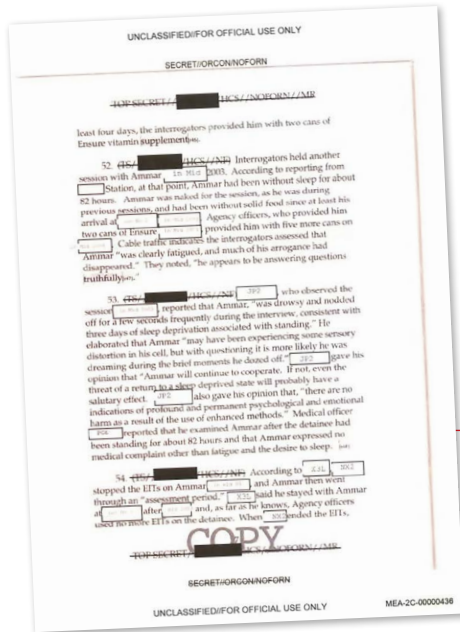 UNCLASSIFIED//FOR OFFICIAL USE ONLY
SECRET//ORCON/NOFORN
TOP SECRET// HCS//NOFORN//MR
least four days, the interrogators provided him with two cans of
Ensure vitamin supplement.
52. (TS/ /HCS//NF) Interrogators held another
session with Ammar 2003. According to reporting from
Station, at that point, Ammar had been without sleep for about
82 hours. Ammar was naked for the session, as he was during
previous sessions, and had been without solid food since at least his
arrival at . Agency officers, who provided him
two cans of Ensure , provided him with five more cans on
. Cable traffic indicates the interrogators assessed that
Ammar "was clearly fatigued, and much of his arrogance had
disappeared." They noted, "he appears to be answering questions
truthfully."
53. (TS/ /HCS//NF) JP2 , who observed the
session , reported that Ammar, "was drowsy and nodded
off for a few seconds frequently during the interview, consistent with
three days of sleep deprivation associated with standing." He
elaborated that Ammar "may have been experiencing some sensory
distortion in his cell, but with questioning it is more likely he was
dreaming during the brief moments he dozed off." JP2 gave his
opinion that "Ammar will continue to cooperate. If not, even the
threat of a return to a sleep deprived state will probably have a
salutary effect. JP2 also gave his opinion that, "there are no
indications of profound and permanent psychological and emotional
harm as a result of the use of enhanced methods." Medical officer
reported that he examined Ammar after the detainee had
been standing for about 82 hours and that Ammar expressed no
medical complaint other than fatigue and the desire to sleep.
54. (TS/ /HCS//NF) According to X3L , NX2
stopped the EITs on Ammar , and Ammar then went
through an "assessment period." X3L said he stayed with Ammar
after and, as far as he knows, Agency officers
used no more EITs on the detainee. When NX2 ended the EITs,
COPY
TOP SECRET/ HCS//NOFORN//MR
SECRET//ORCON/NOFORN
UNCLASSIFIED//FOR OFFICIAL USE ONLY
MEA-2C-00000436